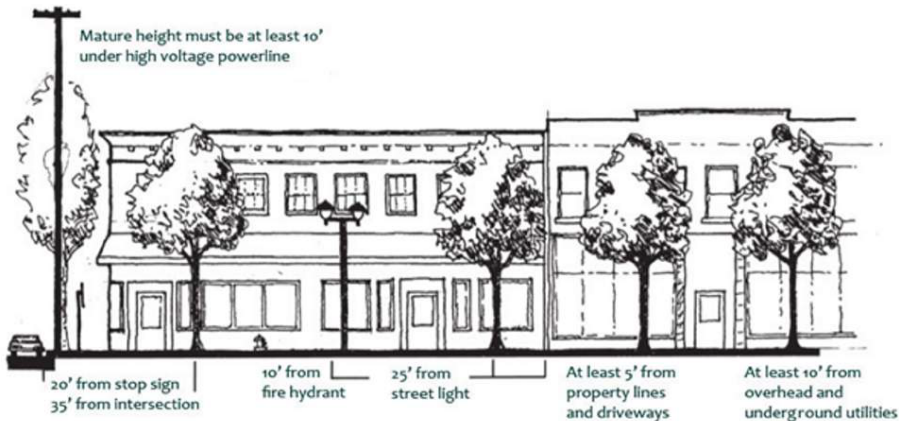 Mature height must be at least 10'
under high voltage powerline
20' from stop sign
35' from intersection
10' from
fire hydrant
25' from
street light
At least 5' from
property lines
and driveways
At least 10' from
overhead and
underground utilities